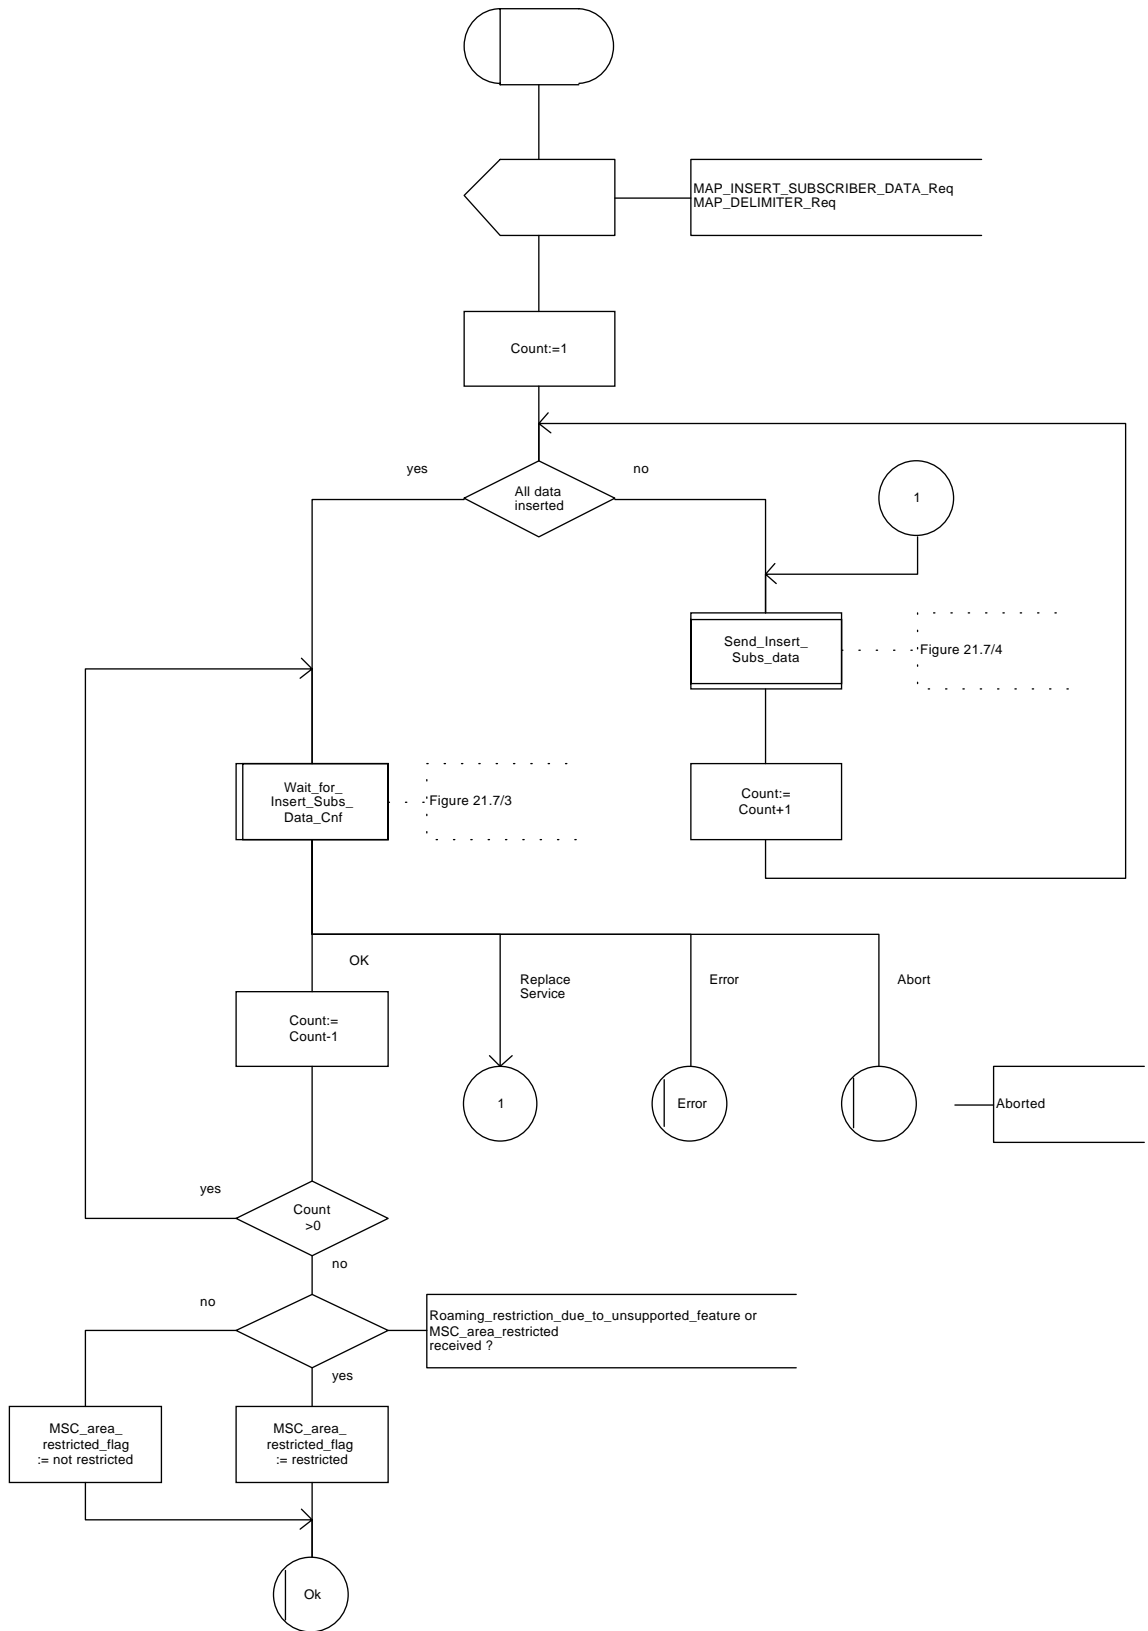 MAP_INSERT_SUBSCRIBER_DATA_Req
MAP_DELIMITER_Req
Count:=1
yes
no
All data
inserted
1
Send_Insert_
Subs_data
Figure 21.7/4
Wait_for_
Insert_Subs_
Data_Cnf
Figure 21.7/3
Count:=
Count+1
OK
Replace
Service
Error
Abort
Count:=
Count-1
1
Error
Aborted
yes
Count
>0
no
no
Roaming_restriction_due_to_unsupported_feature or
MSC_area_restricted
received ?
yes
MSC_area_
restricted_flag
:= not restricted
MSC_area_
restricted_flag
:= restricted
Ok